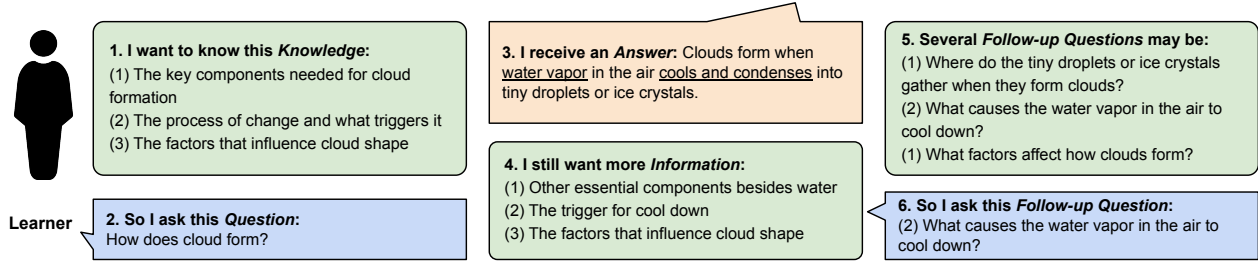 1. I want to know this Knowledge:
(1) The key components needed for cloud
formation
(2) The process of change and what triggers it
(3) The factors that influence cloud shape
Learner
2. So I ask this Question:
How does cloud form?
3. I receive an Answer: Clouds form when
water vapor in the air cools and condenses into
tiny droplets or ice crystals.
4. I still want more Information:
(1) Other essential components besides water
(2) The trigger for cool down
(3) The factors that influence cloud shape
5. Several Follow-up Questions may be:
(1) Where do the tiny droplets or ice crystals
gather when they form clouds?
(2) What causes the water vapor in the air to
cool down?
(1) What factors affect how clouds form?
6. So I ask this Follow-up Question:
(2) What causes the water vapor in the air to
cool down?